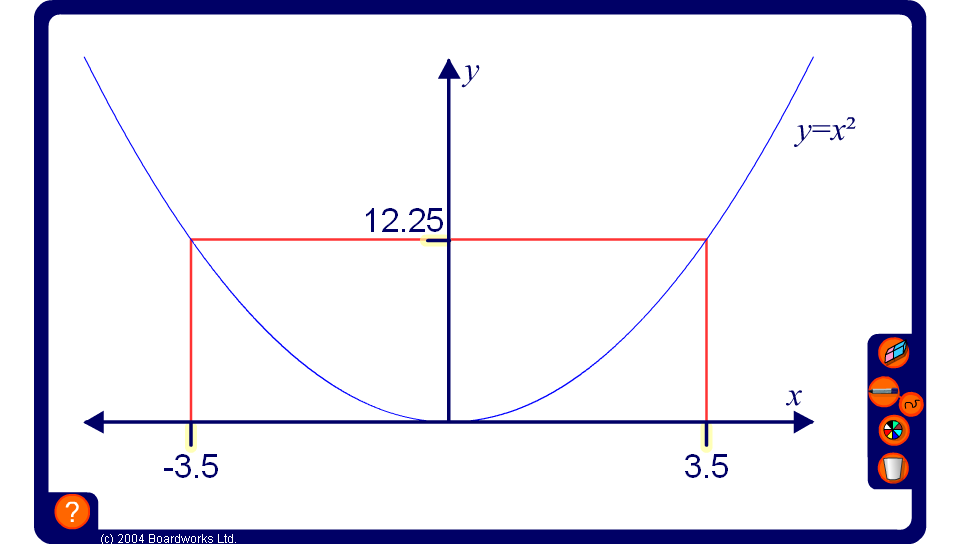 y
y=x²
12.25
x
-3.5
3.5
?
(c) 2004 Boardworks Ltd.